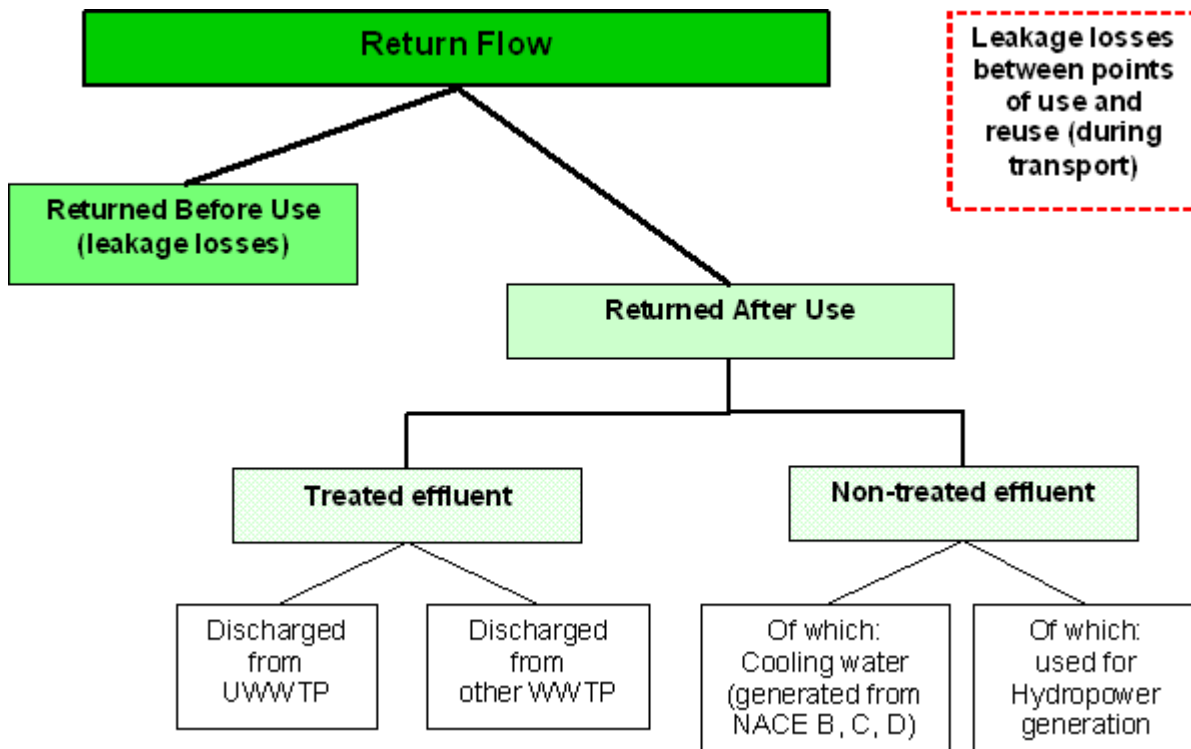 Return Flow
Leakage losses
between points
of use and
reuse (during
transport)
Returned Before Use
(leakage losses)
Returned After Use
Treated effluent
Non-treated effluent
Discharged
from
UWWTP
Discharged
from
other WWTP
Of which:
Cooling water
(generated from
NACE B, C, D)
Of which:
used for
Hydropower
generation